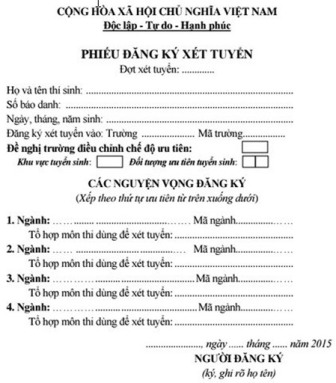 CỘNG HÒA XÃ HỘI CHỦ NGHĨA VIỆT NAM
Độc lập - Tự do - Hạnh phúc
PHIẾU ĐĂNG KÝ XÉT TUYỂN
Đợt xét tuyển: .............
Họ và tên thí sinh: ..............................
Số báo danh: ..............................
Ngày, tháng, năm sinh: ..............................
Đăng ký xét tuyển vào: Trường .................. Mã trường..............
Đề nghị trường điều chỉnh chế độ ưu tiên:
Khu vực tuyển sinh: Đối tượng ưu tiên tuyển sinh:
CÁC NGUYỆN VỌNG ĐĂNG KÝ
(Xếp theo thứ tự ưu tiên từ trên xuống dưới)
1. Ngành: .............................. Mã ngành..................
Tổ hợp môn thi dùng để xét tuyển: ..............................
2. Ngành: .............................. Mã ngành..................
Tổ hợp môn thi dùng để xét tuyển: ..............................
3. Ngành: .............................. Mã ngành..................
Tổ hợp môn thi dùng để xét tuyển: ..............................
4. Ngành: .............................. Mã ngành..................
Tổ hợp môn thi dùng để xét tuyển: ..............................
...................., ngày ...... tháng ...... năm 2015
NGƯỜI ĐĂNG KÝ
(ký, ghi rõ họ tên)